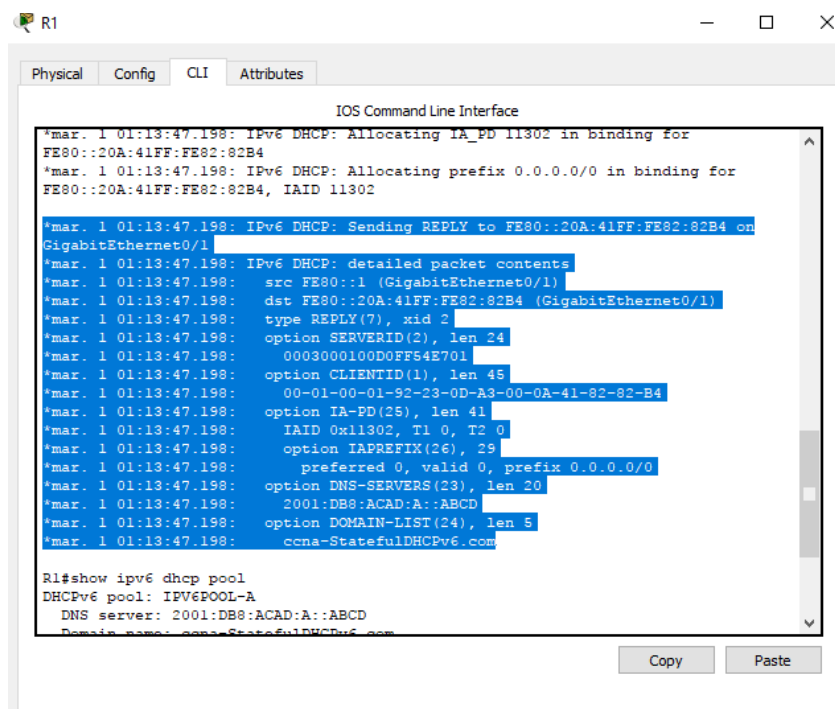 R1
Physical Config CLI Attributes
IOS Command Line Interface
*mar. 1 01:13:47.198: IPv6 DHCP: Allocating IA_PD 11302 in binding for
FE80::20A:41FF:FE82:82B4
*mar. 1 01:13:47.198: IPv6 DHCP: Allocating prefix 0.0.0.0/0 in binding for
FE80::20A:41FF:FE82:82B4, IAID 11302
*mar. 1 01:13:47.198: IPv6 DHCP: Sending REPLY to FE80::20A:41FF:FE82:82B4 on
GigabitEthernet0/1
*mar. 1 01:13:47.198: IPv6 DHCP: detailed packet contents
*mar. 1 01:13:47.198: src FE80::1 (GigabitEthernet0/1)
*mar. 1 01:13:47.198: dst FE80::20A:41FF:FE82:82B4 (GigabitEthernet0/1)
*mar. 1 01:13:47.198: type REPLY(7), xid 2
*mar. 1 01:13:47.198: option SERVERID(2), len 24
*mar. 1 01:13:47.198: 0003000100D0FF54E701
*mar. 1 01:13:47.198: option CLIENTID(1), len 45
*mar. 1 01:13:47.198: 00-01-00-01-92-23-0D-A3-00-0A-41-82-82-B4
*mar. 1 01:13:47.198: option IA-PD(25), len 41
*mar. 1 01:13:47.198: IAID 0x11302, T1 0, T2 0
*mar. 1 01:13:47.198: option IAPREFIX(26), 29
*mar. 1 01:13:47.198: preferred 0, valid 0, prefix 0.0.0.0/0
*mar. 1 01:13:47.198: option DNS-SERVERS(23), len 20
*mar. 1 01:13:47.198: 2001:DB8:ACAD:A::ABCD
*mar. 1 01:13:47.198: option DOMAIN-LIST(24), len 5
*mar. 1 01:13:47.198: ccna-StatefulDHCPv6.com
R1#show ipv6 dhcp pool
DHCPv6 pool: IPV6POOL-A
DNS server: 2001:DB8:ACAD:A::ABCD
Domain name: ccna-StatefulDHCPv6.com
Copy Paste